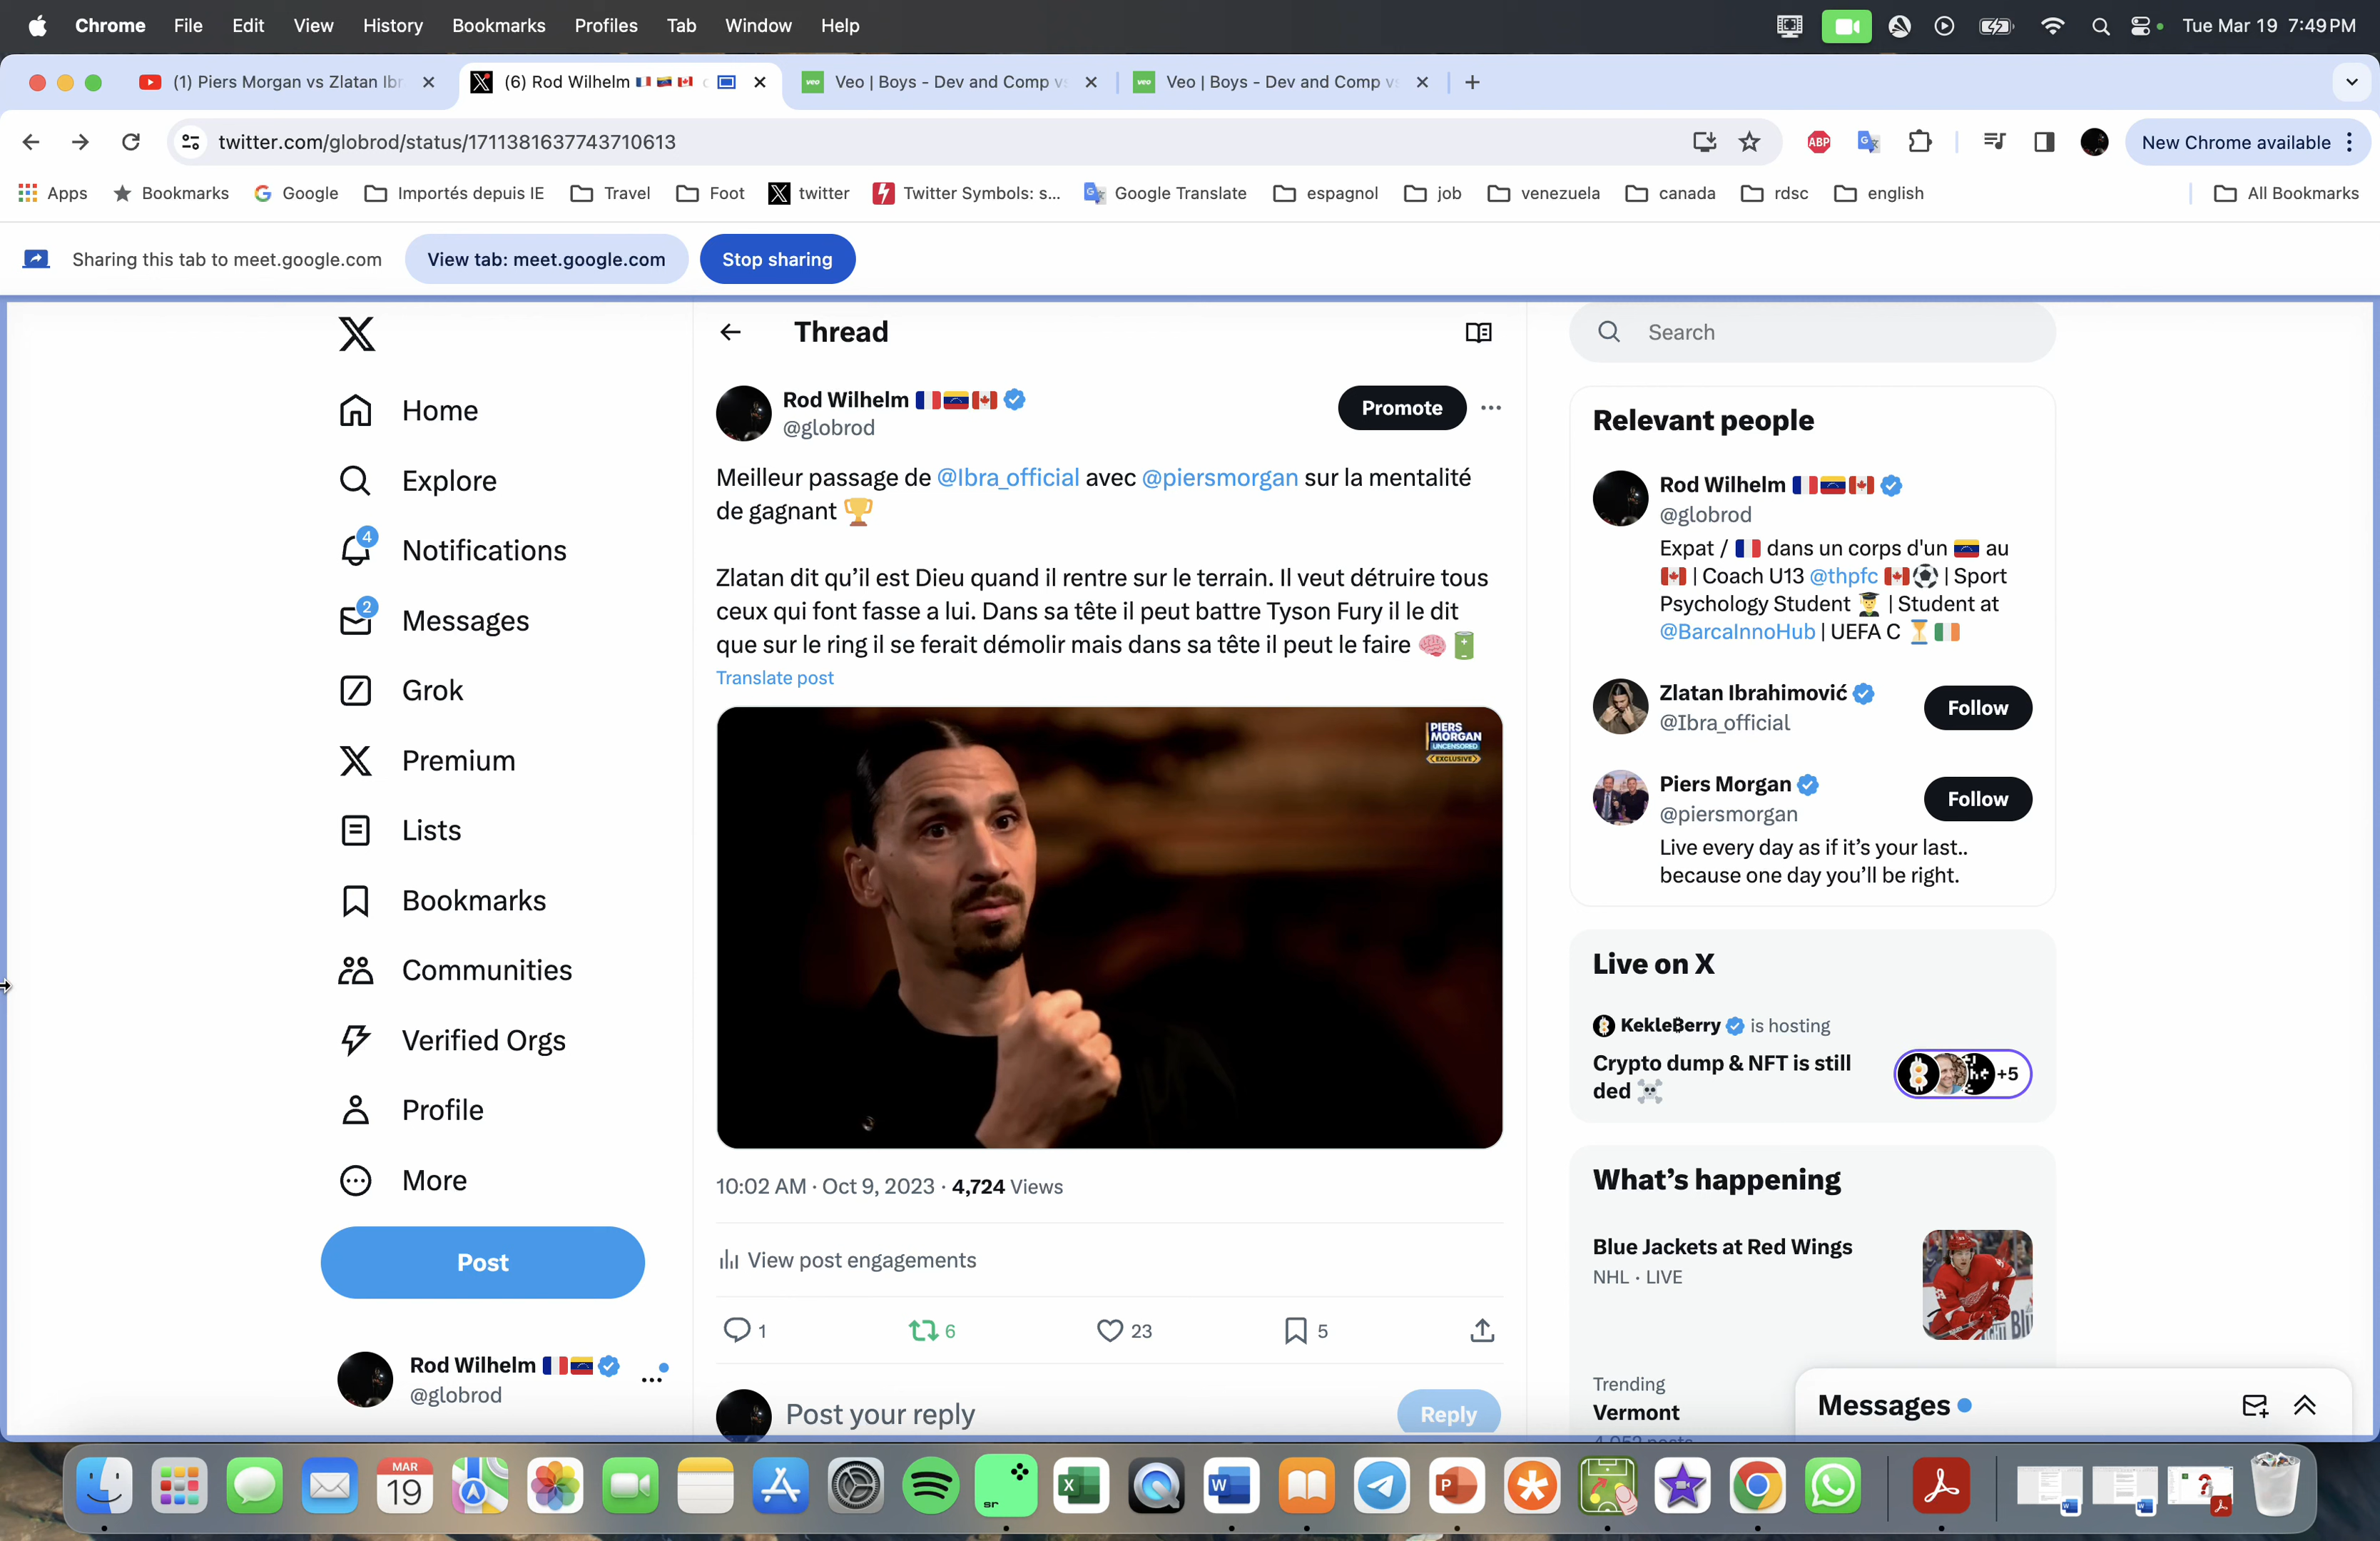 Chrome File Edit View History Bookmarks Profiles Tab Window Help Tue Mar 19 7:49 PM
(1) Piers Morgan vs Zlatan Ibr
(6) Rod Wilhelm
Veo | Boys - Dev and Comp v
Veo | Boys - Dev and Comp v
twitter.com/globrod/status/1711381637743710613
ABP
New Chrome available
Apps Bookmarks Google Importés depuis IE Travel Foot twitter Twitter Symbols: s... Google Translate espagnol job venezuela canada rdsc english All Bookmarks
Sharing this tab to meet.google.com View tab: meet.google.com Stop sharing
Home
Explore
4
Notifications
2
Messages
Grok
Premium
Lists
Bookmarks
Communities
Verified Orgs
Profile
More
Post
Rod Wilhelm 🇫🇷🇻🇪
@globrod
Thread
Rod Wilhelm 🇫🇷🇻🇪🇨🇦
@globrod
Promote
Meilleur passage de @Ibra_official avec @piersmorgan sur la mentalité
de gagnant 🏆
Zlatan dit qu’il est Dieu quand il rentre sur le terrain. Il veut détruire tous
ceux qui font fasse a lui. Dans sa tête il peut battre Tyson Fury il le dit
que sur le ring il se ferait démolir mais dans sa tête il peut le faire 🧠🔋
Translate post
PIERS
MORGAN
UNCENSORED
EXCLUSIVE
10:02 AM · Oct 9, 2023 · 4,724 Views
View post engagements
1 6 23 5
Post your reply
Reply
Search
Relevant people
Rod Wilhelm 🇫🇷🇻🇪🇨🇦
@globrod
Expat / 🇫🇷 dans un corps d'un 🇻🇪 au
🇨🇦 | Coach U13 @thpfc 🇨🇦⚽ | Sport
Psychology Student 👨‍🎓 | Student at
@BarcaInnoHub | UEFA C ⏳🇮🇪
Zlatan Ibrahimović
@Ibra_official
Follow
Piers Morgan
@piersmorgan
Follow
Live every day as if it’s your last..
because one day you’ll be right.
Live on X
Kekle₿erry is hosting
Crypto dump & NFT is still
ded ☠️
+5
What’s happening
Blue Jackets at Red Wings
NHL · LIVE
Trending
Vermont
Messages
MAR
19
sr